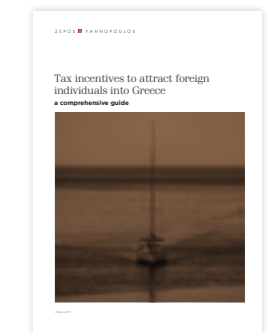 ZEPOS YANNOPOULOS
Tax incentives to attract foreign
individuals into Greece
a comprehensive guide